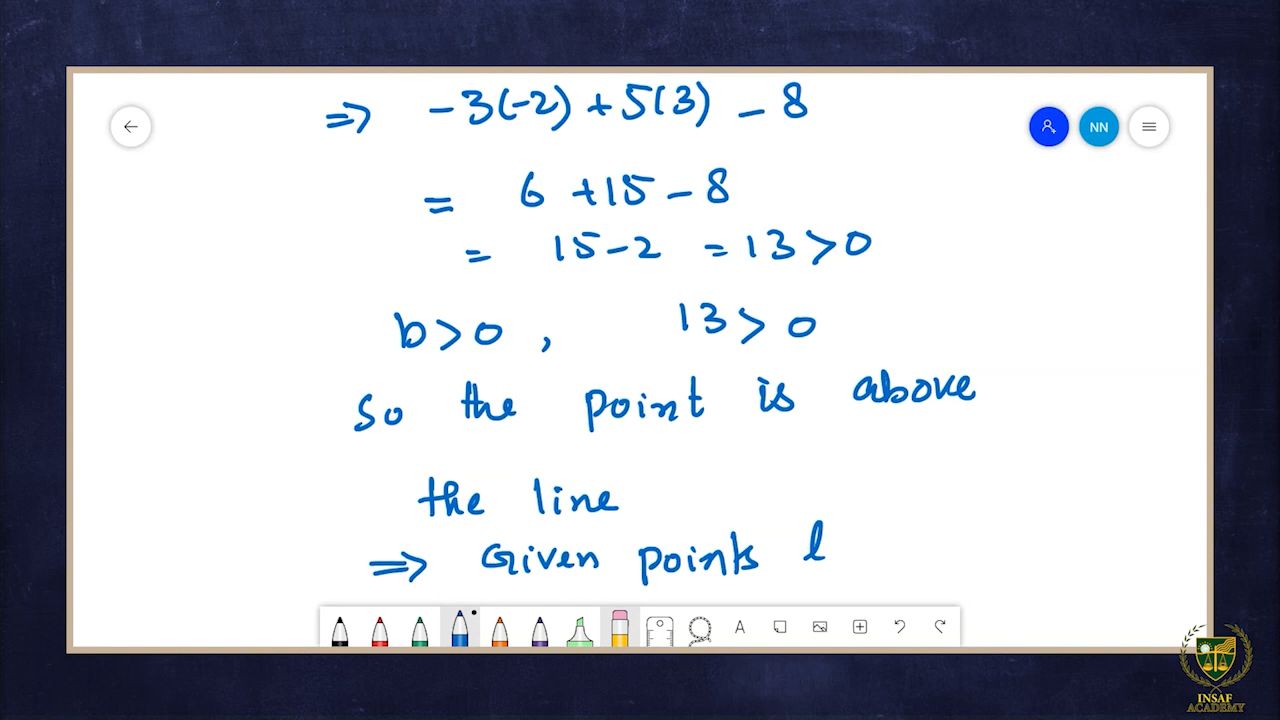 ⇒ -3(-2) + 5(3) - 8
NN
= 6 + 15 - 8
= 15 - 2 = 13 > 0
b > 0 , 13 > 0
so the point is above
the line
⇒ Given points l
A
INSAF
ACADEMY